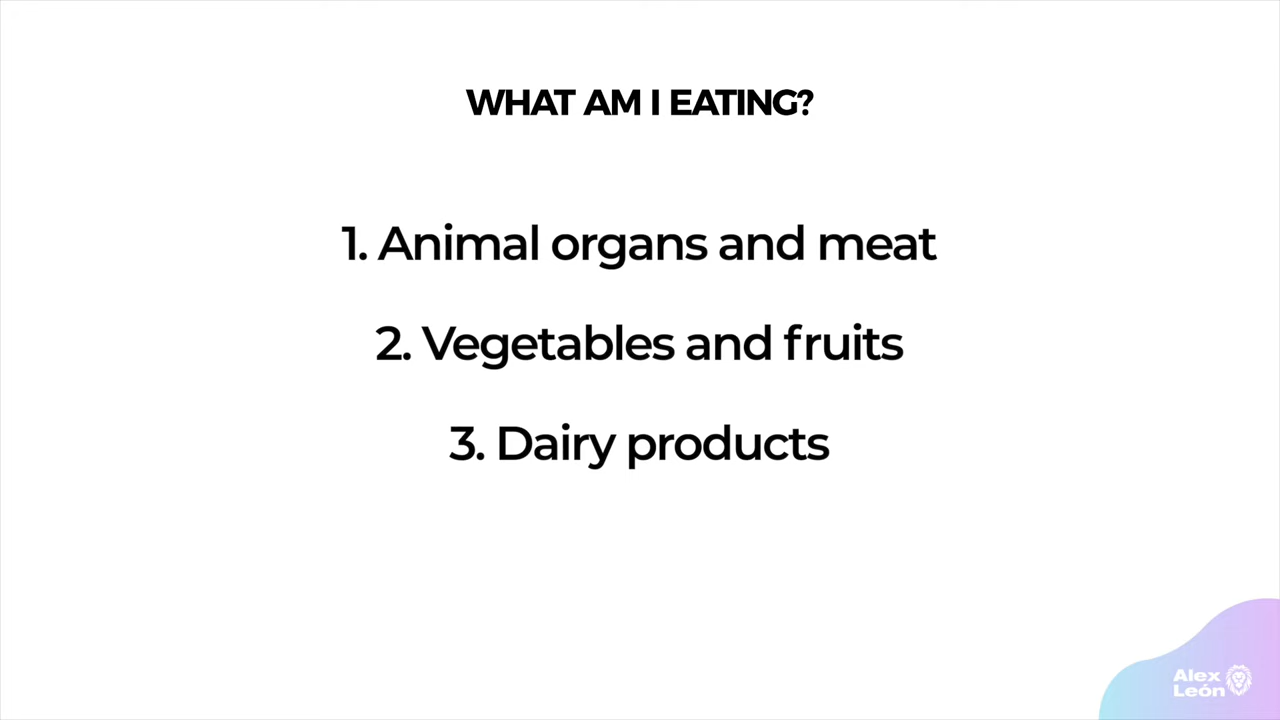 WHAT AM I EATING?
1. Animal organs and meat
2. Vegetables and fruits
3. Dairy products
Alex
León